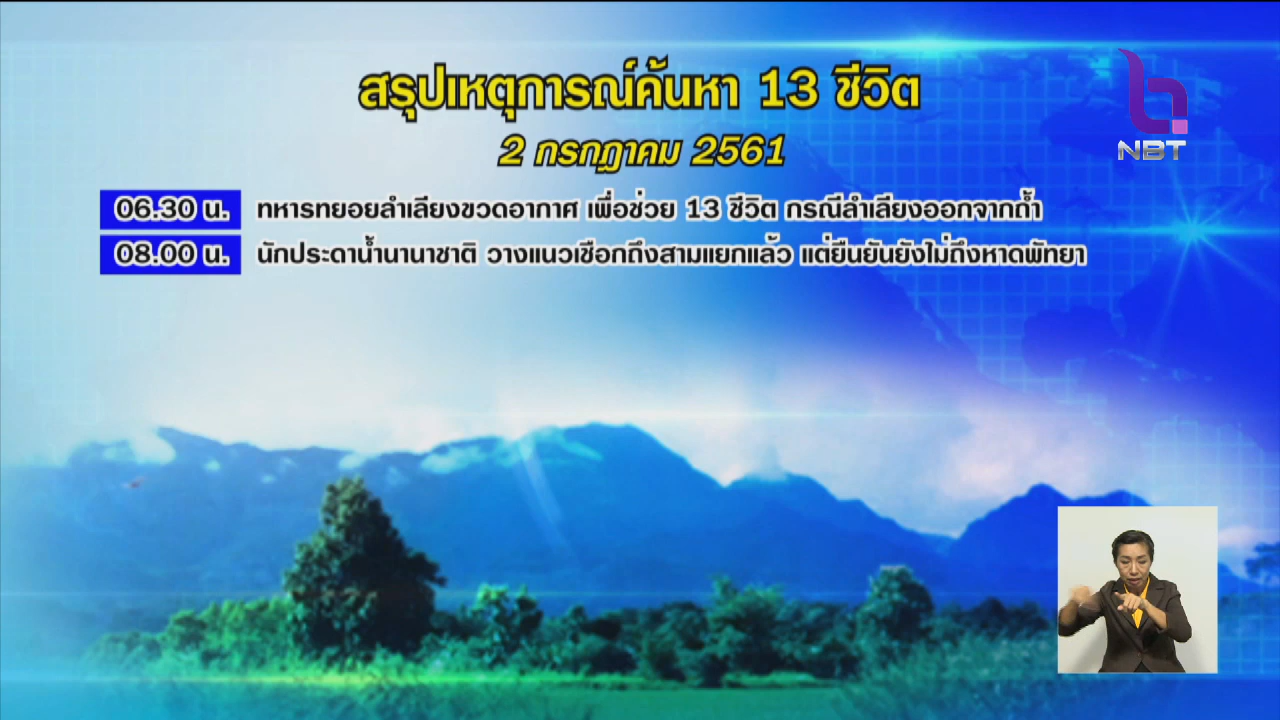 สรุปเหตุการณ์ค้นหา 13 ชีวิต
2 กรกฎาคม 2561
NBT
06.30 น. ทหารทยอยลำเลียงขวดอากาศ เพื่อช่วย 13 ชีวิต กรณีลำเลียงออกจากถ้ำ
08.00 น. นักประดาน้ำนานาชาติ วางแนวเชือกถึงสามแยกแล้ว แต่ยืนยันยังไม่ถึงหาดพัทยา